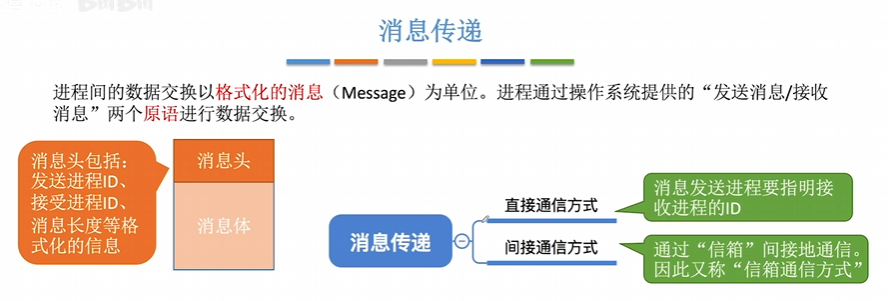 消息传递
进程间的数据交换以格式化的消息（Message）为单位。进程通过操作系统提供的“发送消息/接收
消息”两个原语进行数据交换。
消息头包括：
发送进程ID、
接受进程ID、
消息长度等格
式化的信息
消息头
消息体
消息传递
直接通信方式
间接通信方式
消息发送进程要指明接
收进程的ID
通过“信箱”间接地通信。
因此又称“信箱通信方式”